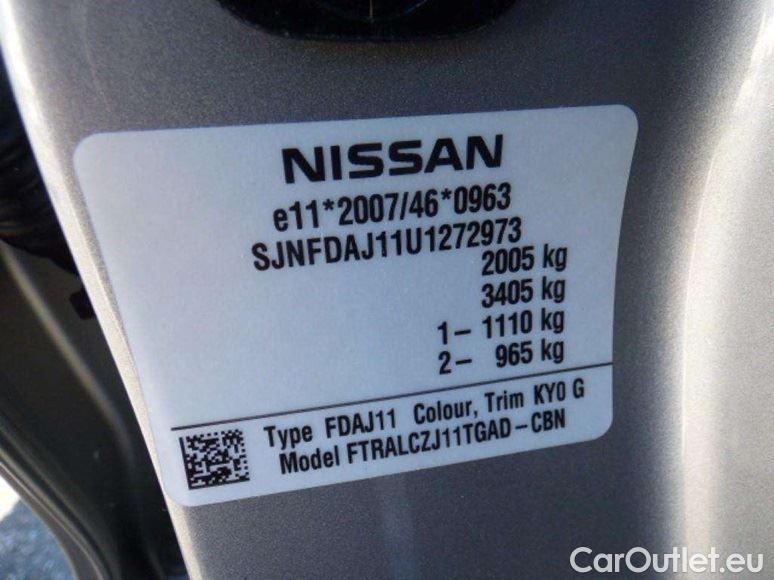 NISSAN
e11*2007/46*0963
SJNFDAJ11U1272973
2005 kg
3405 kg
1– 1110 kg
2– 965 kg
Type FDAJ11 Colour, Trim KY0 G
Model FTRALCZJ11TGAD–CBN
CarOutlet.eu